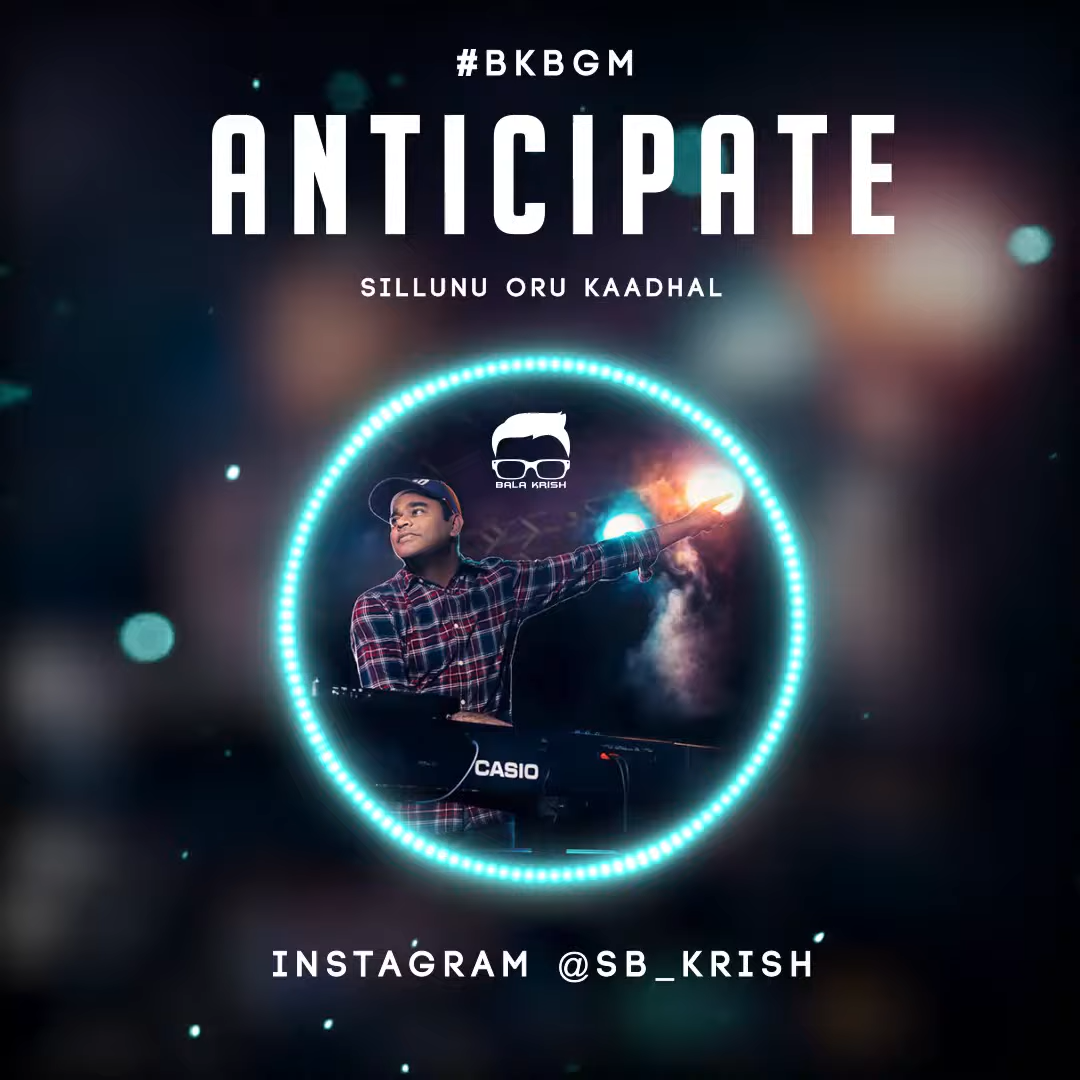 #BKBGM
ANTICIPATE
SILLUNU ORU KAADHAL
BALA KRISH
CASIO
INSTAGRAM @SB_KRISH